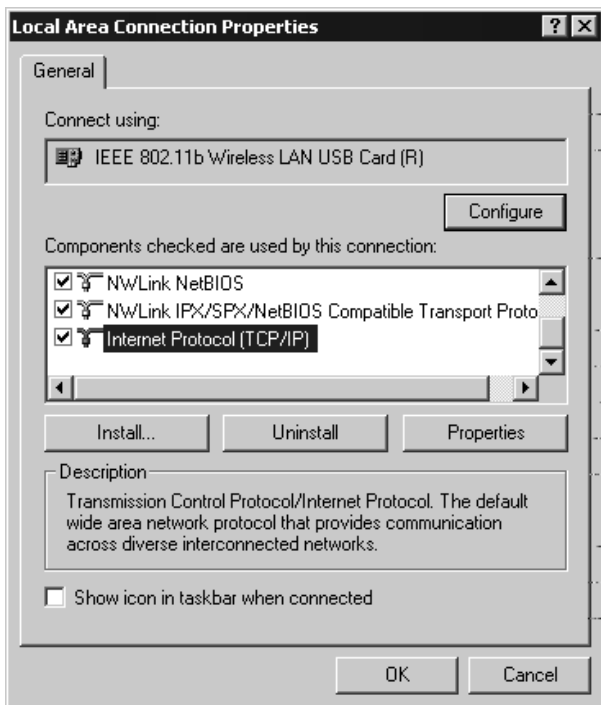 Local Area Connection Properties
General
Connect using:
IEEE 802.11b Wireless LAN USB Card (R)
Configure
Components checked are used by this connection:
NWLink NetBIOS
NWLink IPX/SPX/NetBIOS Compatible Transport Proto
Internet Protocol (TCP/IP)
Install... Uninstall Properties
Description
Transmission Control Protocol/Internet Protocol. The default
wide area network protocol that provides communication
across diverse interconnected networks.
Show icon in taskbar when connected
OK Cancel